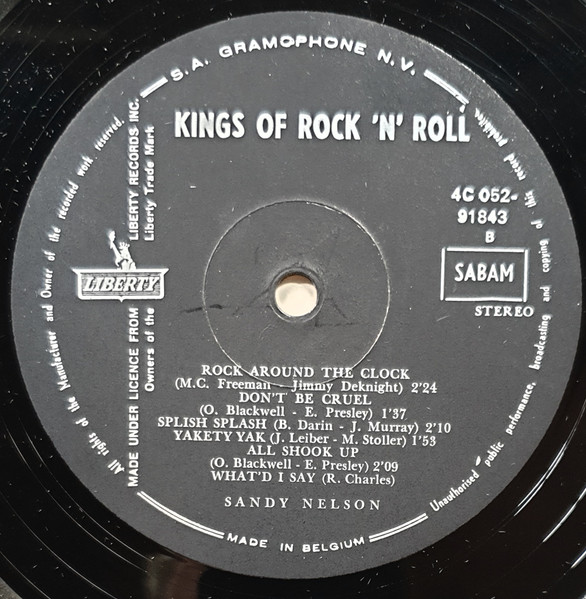 S.A. GRAMOPHONE N.V.
KINGS OF ROCK 'N' ROLL
4C 052-
91843
B
SABAM
STEREO
LIBERTY
MADE UNDER LICENCE FROM LIBERTY RECORDS INC.
Owners of the Liberty Trade Mark
ROCK AROUND THE CLOCK
(M.C. Freeman - Jimmy Deknight) 2'24
DON'T BE CRUEL
(O. Blackwell - E. Presley) 1'37
SPLISH SPLASH (B. Darin - J. Murray) 2'10
YAKETY YAK (J. Leiber - M. Stoller) 1'53
ALL SHOOK UP
(O. Blackwell - E. Presley) 2'09
WHAT'D I SAY (R. Charles)
SANDY NELSON
All rights of the Manufacturer and Owner of the recorded work reserved.
Unauthorised public performance, broadcasting and copying of this record prohibited
MADE IN BELGIUM